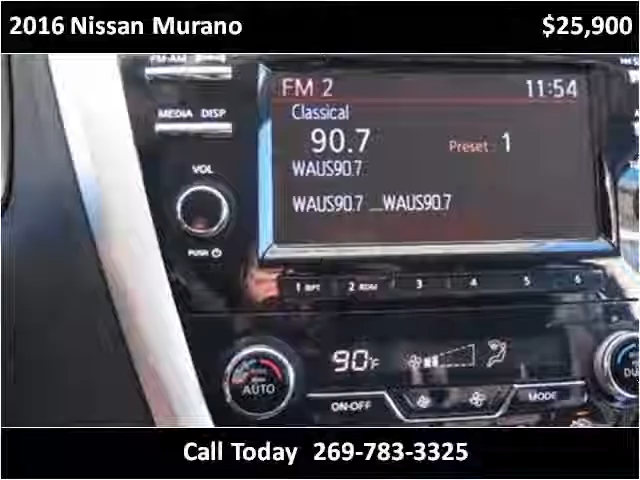 2016 Nissan Murano $25,900
FM-AM
FM 2 11:54
MEDIA DISP
Classical
90.7 Preset 1
WAUS90.7
VOL
WAUS90.7 __WAUS90.7
PUSH
1 RPT 2 RDM 3 4 5 6
90°F
AUTO
ON-OFF MODE
Call Today 269-783-3325